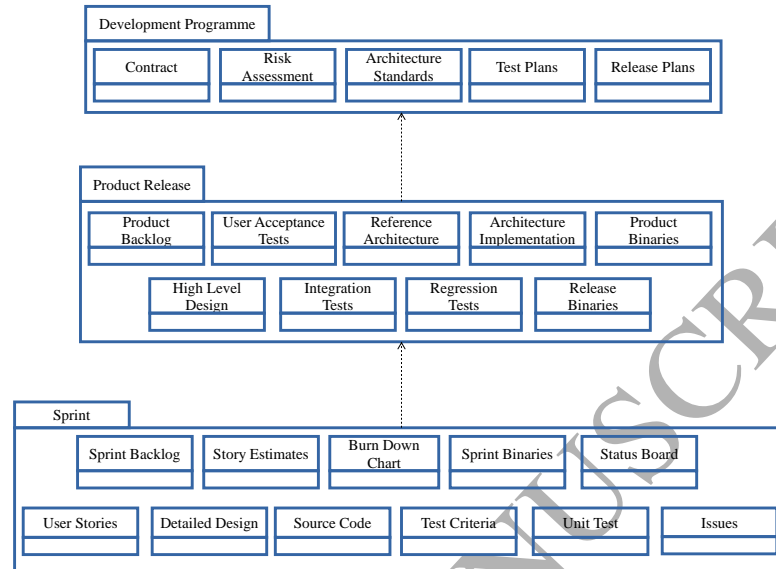 Development Programme
Contract
Risk
Assessment
Architecture
Standards
Test Plans
Release Plans
Product Release
Product
Backlog
User Acceptance
Tests
Reference
Architecture
Architecture
Implementation
Product
Binaries
High Level
Design
Integration
Tests
Regression
Tests
Release
Binaries
Sprint
Sprint Backlog
Story Estimates
Burn Down
Chart
Sprint Binaries
Status Board
User Stories
Detailed Design
Source Code
Test Criteria
Unit Test
Issues